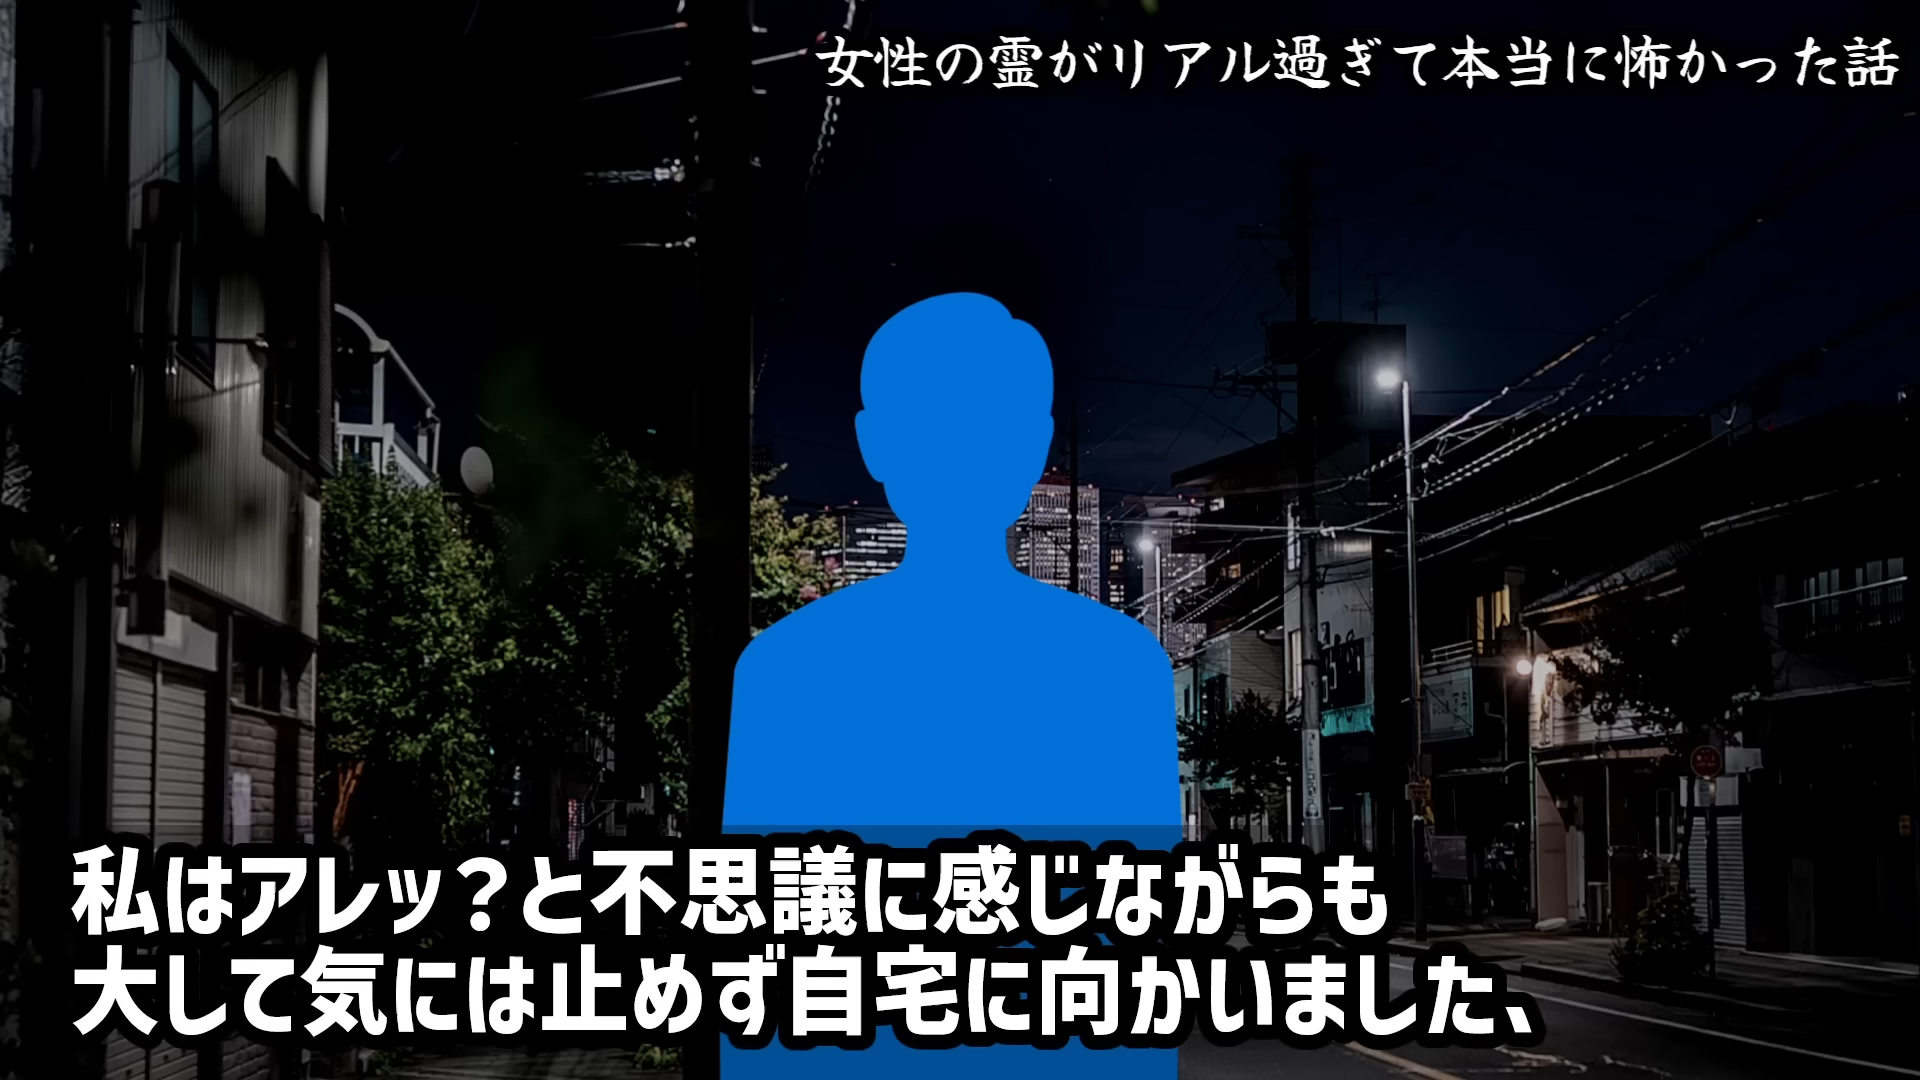 女性の霊がリアル過ぎて本当に怖かった話
私はアレッ？と不思議に感じながらも
大して気には止めず自宅に向かいました、